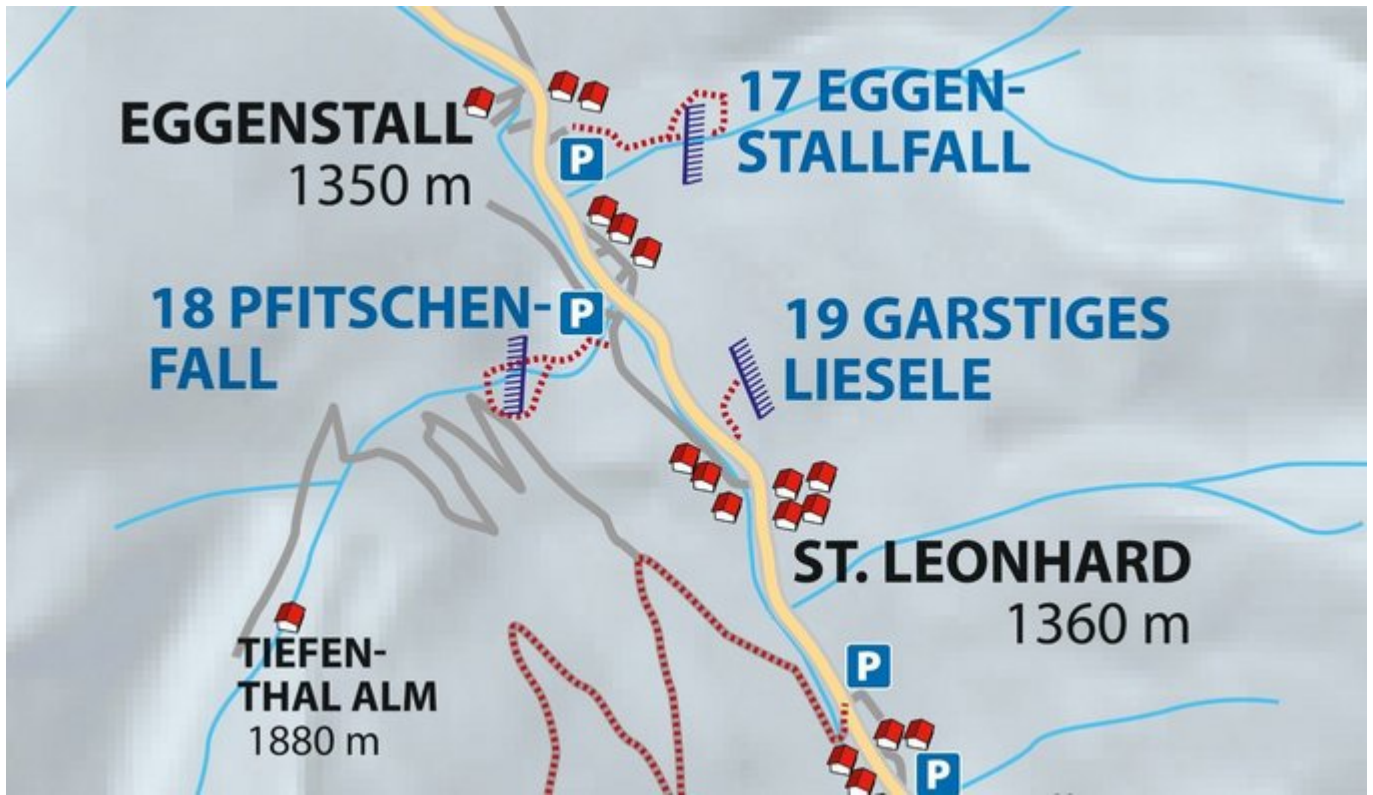 EGGENSTALL
1350 m
P
17 EGGEN-
STALLFALL
18 PFITSCHEN-
FALL
P
19 GARSTIGES
LIESELE
ST. LEONHARD
1360 m
TIEFEN-
THAL ALM
1880 m
P
P